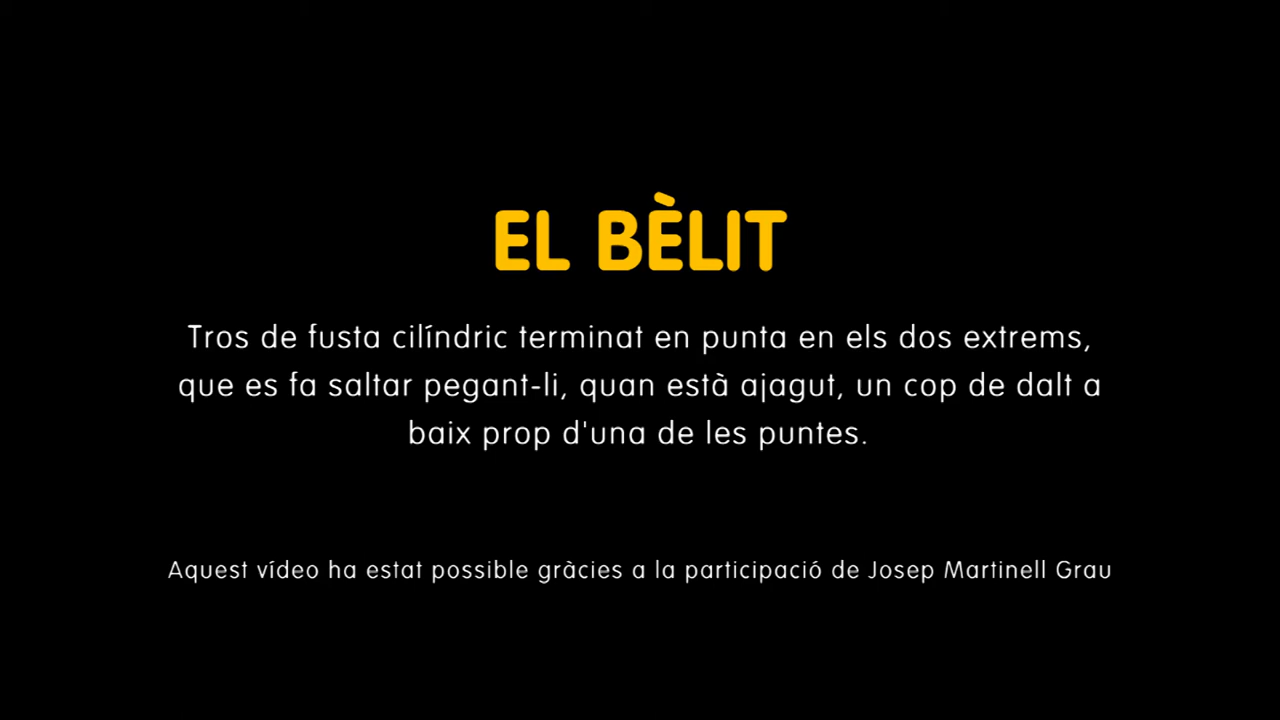 EL BÈLIT
Tros de fusta cilíndric terminat en punta en els dos extrems,
que es fa saltar pegant-li, quan està ajagut, un cop de dalt a
baix prop d'una de les puntes.
Aquest vídeo ha estat possible gràcies a la participació de Josep Martinell Grau